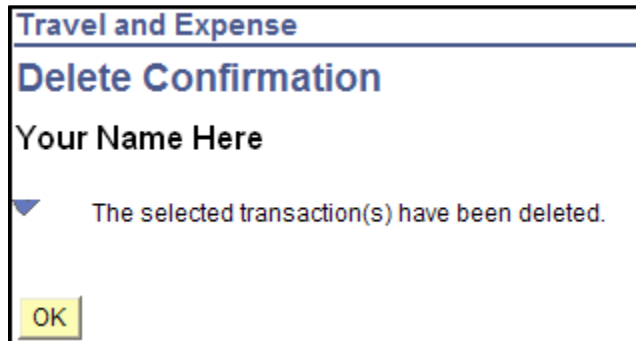 Travel and Expense
Delete Confirmation
Your Name Here
The selected transaction(s) have been deleted.
OK